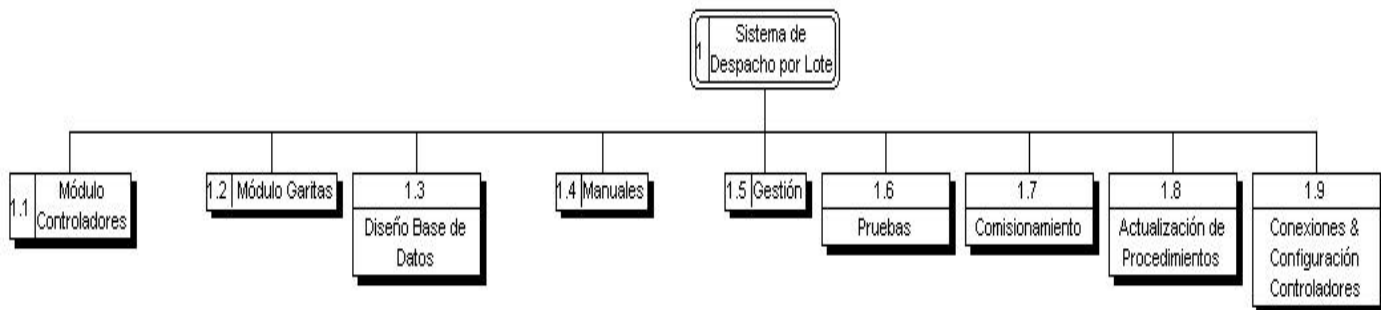 1
Sistema de
Despacho por Lote
1.1
Módulo
Controladores
1.2
Módulo Garitas
1.3
Diseño Base de
Datos
1.4
Manuales
1.5
Gestión
1.6
Pruebas
1.7
Comisionamiento
1.8
Actualización de
Procedimientos
1.9
Conexiones &
Configuración
Controladores